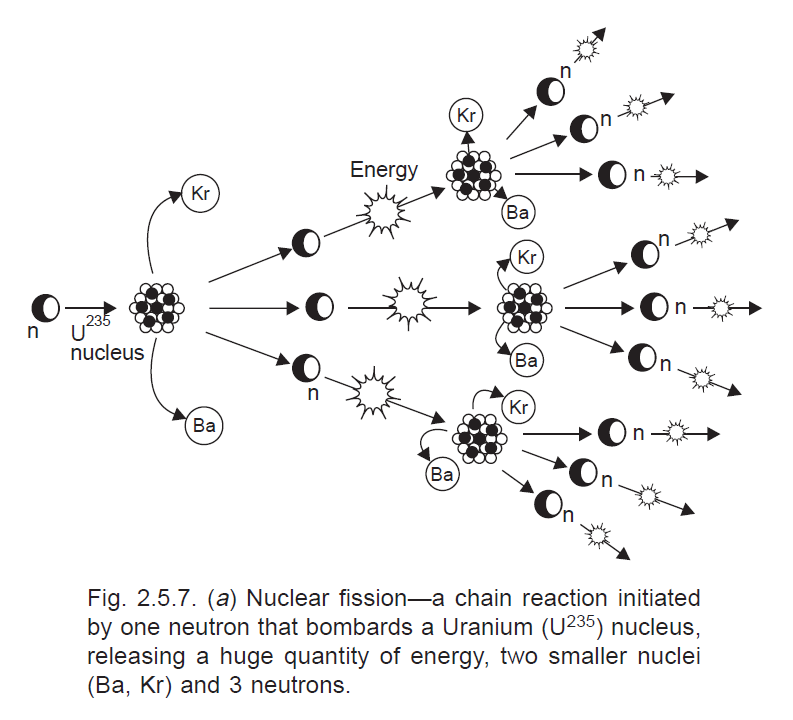 n
Kr
n
Energy
Kr
n
n
Ba
n
U²³⁵
nucleus
Kr
n
n
Ba
n
n
Ba
Kr
n
Ba
n
n
Fig. 2.5.7. (a) Nuclear fission—a chain reaction initiated
by one neutron that bombards a Uranium (U²³⁵) nucleus,
releasing a huge quantity of energy, two smaller nuclei
(Ba, Kr) and 3 neutrons.